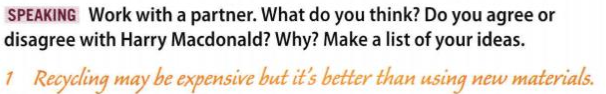 SPEAKING Work with a partner. What do you think? Do you agree or
disagree with Harry Macdonald? Why? Make a list of your ideas.
1 Recycling may be expensive but it's better than using new materials.